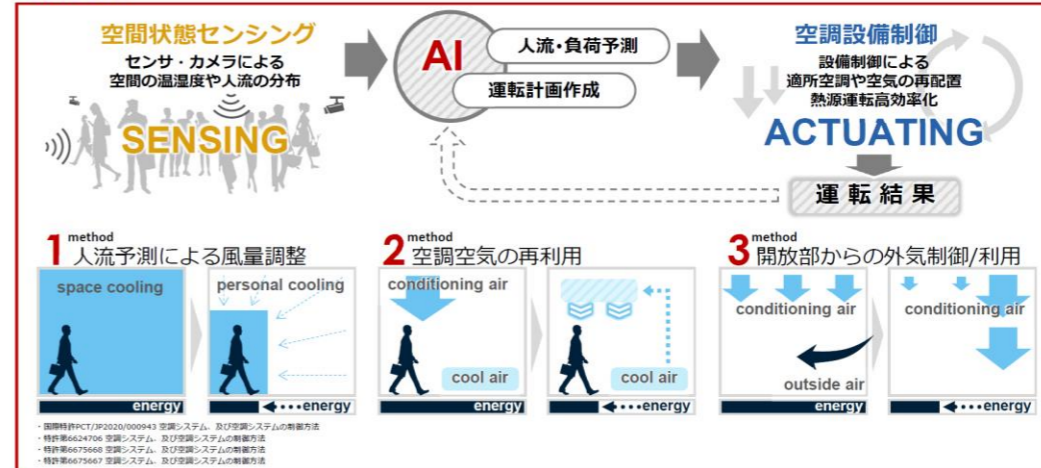 空間状態センシング
センサ・カメラによる
空間の温湿度や人流の分布
SENSING
AI
人流・負荷予測
運転計画作成
空調設備制御
設備制御による
適所空調や空気の再配置
熱源運転高効率化
ACTUATING
運転結果
1 method 人流予測による風量調整
space cooling
personal cooling
energy
energy
2 method 空調空気の再利用
conditioning air
cool air
cool air
energy
energy
3 method 開放部からの外気制御/利用
conditioning air
conditioning air
outside air
energy
energy
・国際特許PCT/JP2020/000943 空調システム、及び空調システムの制御方法
・特許第6624706 空調システム、及び空調システムの制御方法
・特許第6675668 空調システム、及び空調システムの制御方法
・特許第6675667 空調システム、及び空調システムの制御方法